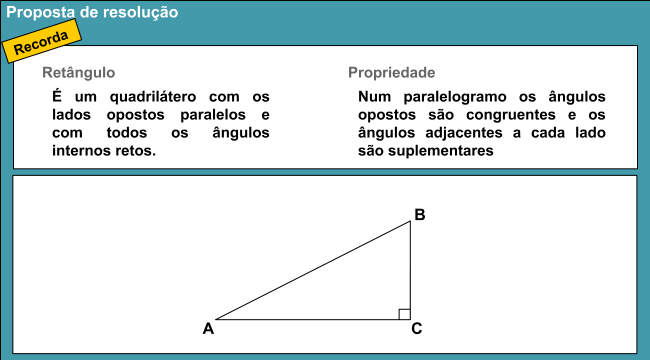 Proposta de resolução
Recorda
Retângulo
É um quadrilátero com os
lados opostos paralelos e
com todos os ângulos
internos retos.
Propriedade
Num paralelogramo os ângulos
opostos são congruentes e os
ângulos adjacentes a cada lado
são suplementares
B
A
C